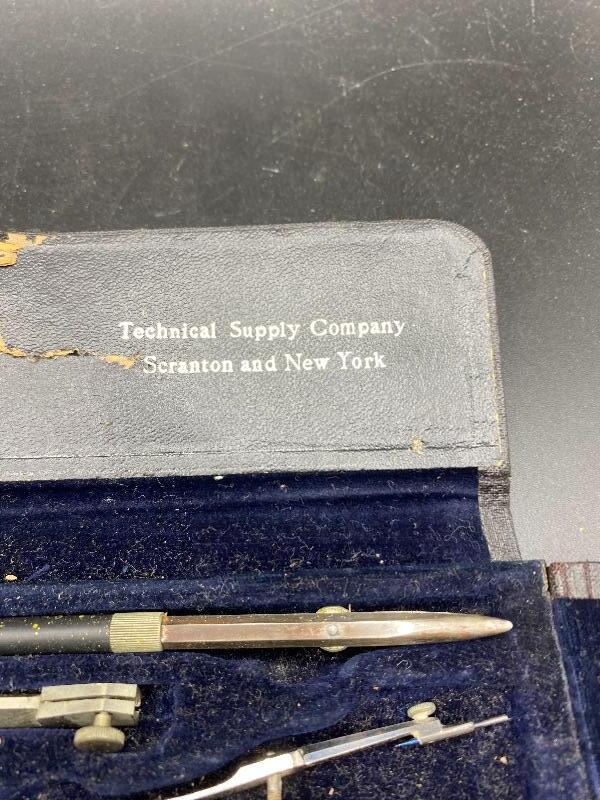 Technical Supply Company
Scranton and New York